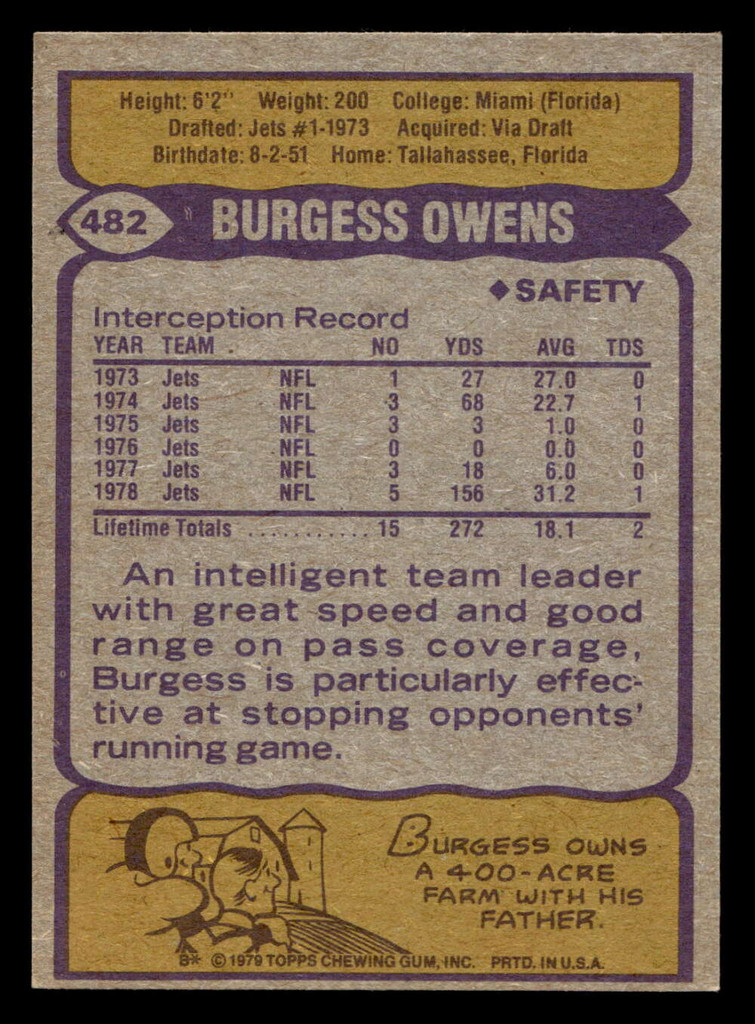 Height: 6'2" Weight: 200 College: Miami (Florida)
Drafted: Jets #1-1973 Acquired: Via Draft
Birthdate: 8-2-51 Home: Tallahassee, Florida
482 BURGESS OWENS
◆SAFETY
Interception Record
YEAR TEAM NO YDS AVG TDS
1973 Jets NFL 1 27 27.0 0
1974 Jets NFL 3 68 22.7 1
1975 Jets NFL 3 3 1.0 0
1976 Jets NFL 0 0 0.0 0
1977 Jets NFL 3 18 6.0 0
1978 Jets NFL 5 156 31.2 1
Lifetime Totals ........... 15 272 18.1 2
An intelligent team leader
with great speed and good
range on pass coverage,
Burgess is particularly effec-
tive at stopping opponents'
running game.
BURGESS OWNS
A 400-ACRE
FARM WITH HIS
FATHER.
B* © 1979 TOPPS CHEWING GUM, INC. PRTD. IN U.S.A.